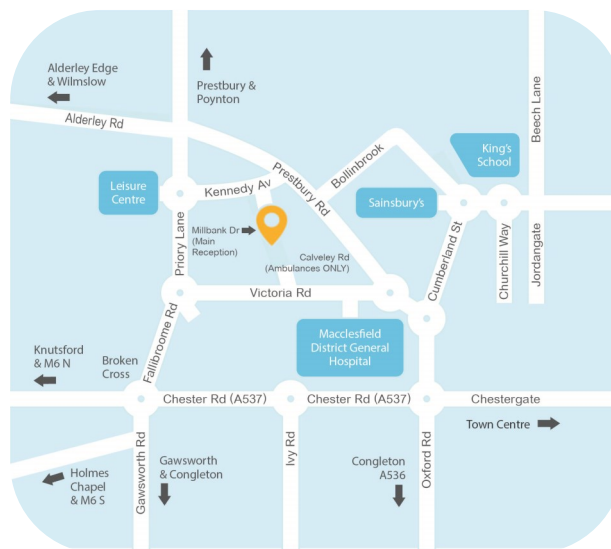 Alderley Edge
& Wilmslow
Alderley Rd
Prestbury &
Poynton
Beech Lane
King's
School
Bollinbrook
Prestbury Rd
Leisure
Centre
Kennedy Av
Sainsbury's
Priory Lane
Millbank Dr
(Main
Reception)
Calveley Rd
(Ambulances ONLY)
Cumberland St
Churchill Way
Jordangate
Victoria Rd
Macclesfield
District General
Hospital
Fallibroome Rd
Knutsford
& M6 N
Broken
Cross
Chester Rd (A537)
Chester Rd (A537)
Chestergate
Town Centre
Gawsworth Rd
Gawsworth
& Congleton
Ivy Rd
Congleton
A536
Oxford Rd
Holmes
Chapel
& M6 S